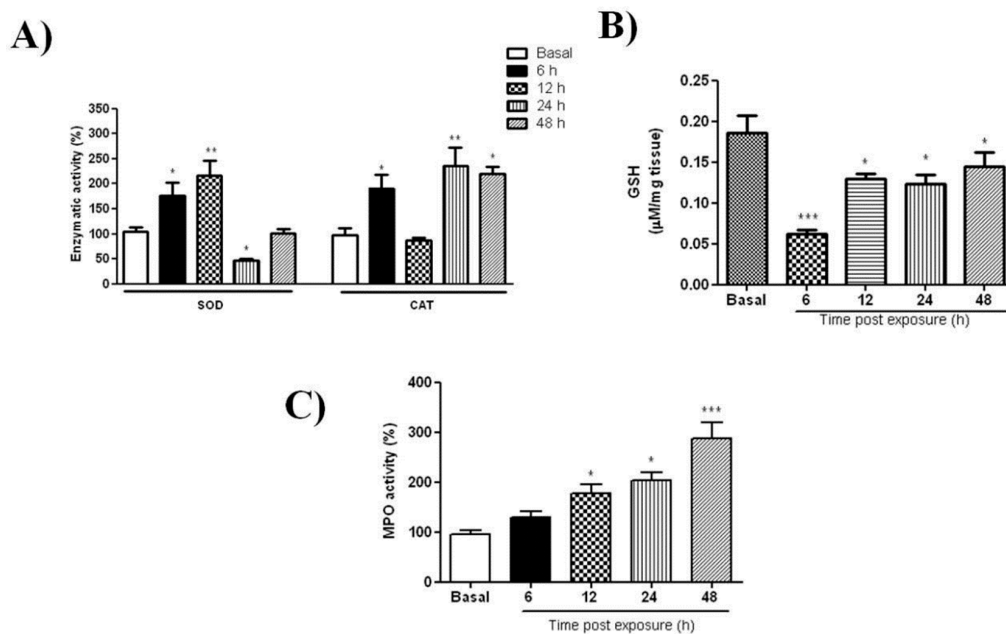 A)
Basal
6 h
12 h
24 h
48 h
350
300
250
200
150
100
50
0
Enzymatic activity (%)
*
**
*
*
**
*
SOD
CAT
B)
0.25
0.20
0.15
0.10
0.05
0.00
GSH
(µM/mg tissue)
***
*
*
*
Basal
6
12
24
48
Time post exposure (h)
C)
400
300
200
100
0
MPO activity (%)
*
*
***
Basal
6
12
24
48
Time post exposure (h)